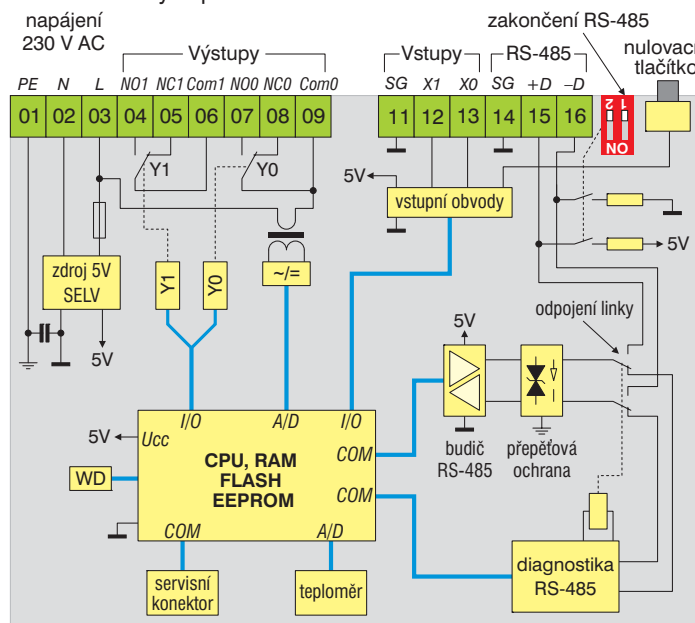 napájení
230 V AC
Výstupy
Vstupy
RS-485
zakončení RS-485
nulovací
tlačítko
PE N L NO1 NC1 Com1 NO0 NC0 Com0
SG X1 X0 SG +D –D
01 02 03 04 05 06 07 08 09
11 12 13 14 15 16
2 1
ON
Y1
Y0
5V
vstupní obvody
5V
zdroj 5V
SELV
Y1
Y0
~/=
5V
odpojení linky
5V
I/O A/D I/O
5V
Ucc
CPU, RAM
FLASH
EEPROM
COM
COM
WD
COM A/D
budič
RS-485
přepěťová
ochrana
servisní
konektor
teploměr
diagnostika
RS-485